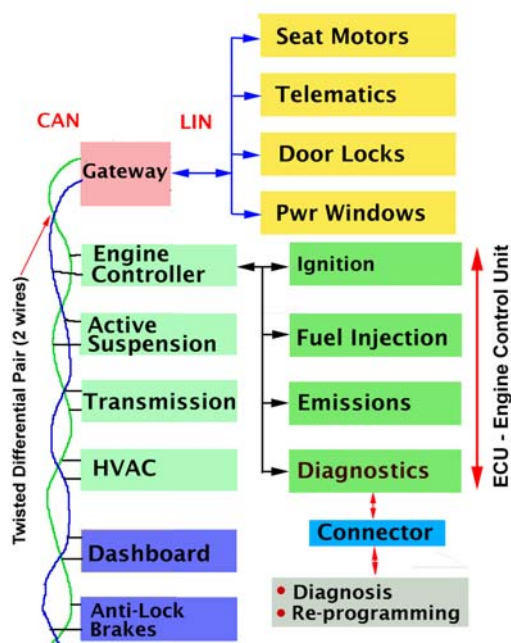 Seat Motors
CAN
LIN
Telematics
Gateway
Door Locks
Pwr Windows
Twisted Differential Pair (2 wires)
Engine
Controller
Ignition
Active
Suspension
Fuel Injection
Transmission
Emissions
HVAC
Diagnostics
ECU - Engine Control Unit
Connector
Dashboard
• Diagnosis
• Re-programming
Anti-Lock
Brakes